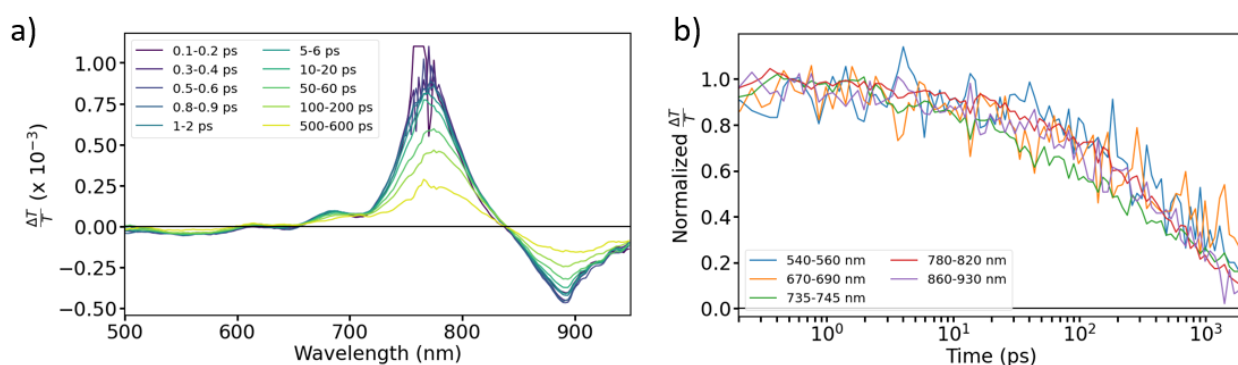 a)
ΔT/T (x 10⁻³)
1.00
0.75
0.50
0.25
0.00
−0.25
−0.50
0.1-0.2 ps
0.3-0.4 ps
0.5-0.6 ps
0.8-0.9 ps
1-2 ps
5-6 ps
10-20 ps
50-60 ps
100-200 ps
500-600 ps
500 600 700 800 900
Wavelength (nm)
b)
Normalized ΔT/T
1.0
0.8
0.6
0.4
0.2
0.0
540-560 nm
670-690 nm
735-745 nm
780-820 nm
860-930 nm
10⁰ 10¹ 10² 10³
Time (ps)